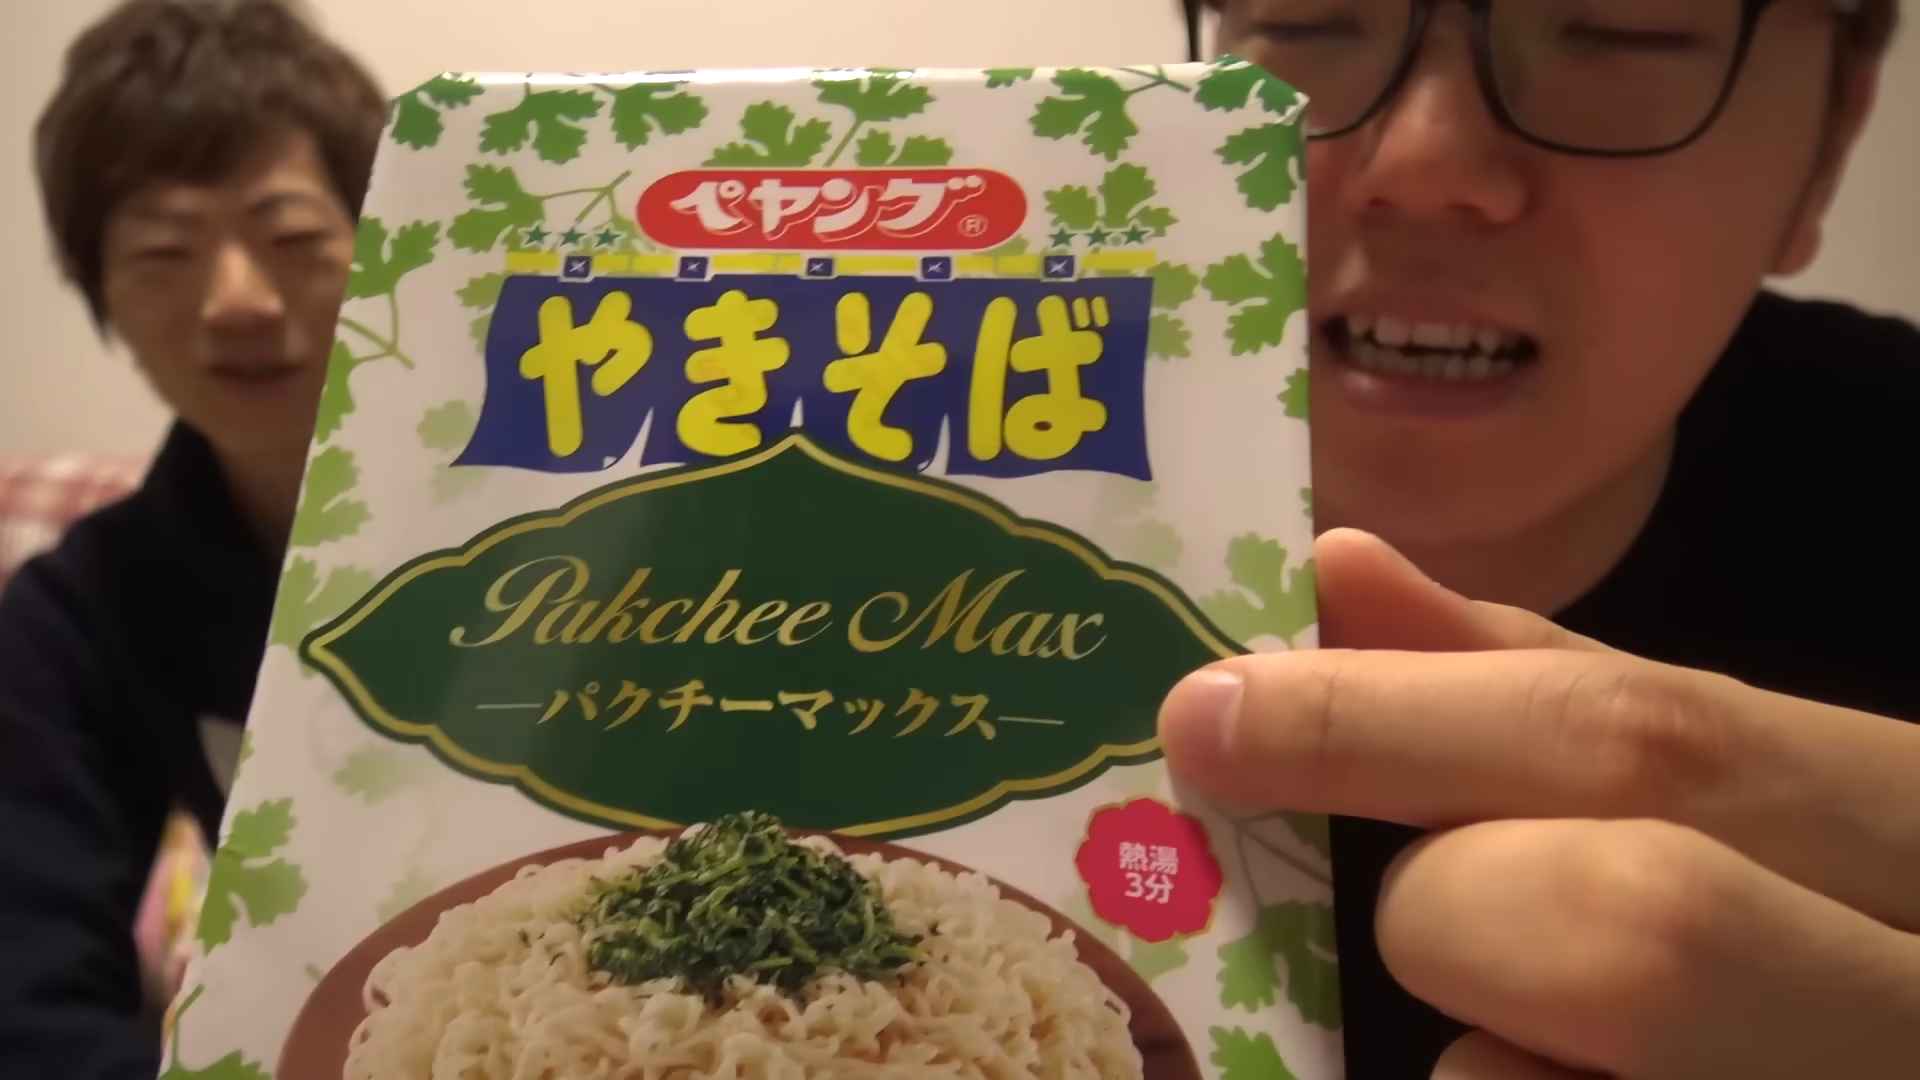 ペヤング®
やきそば
Pakchee Max
―パクチーマックス―
熱湯
3分